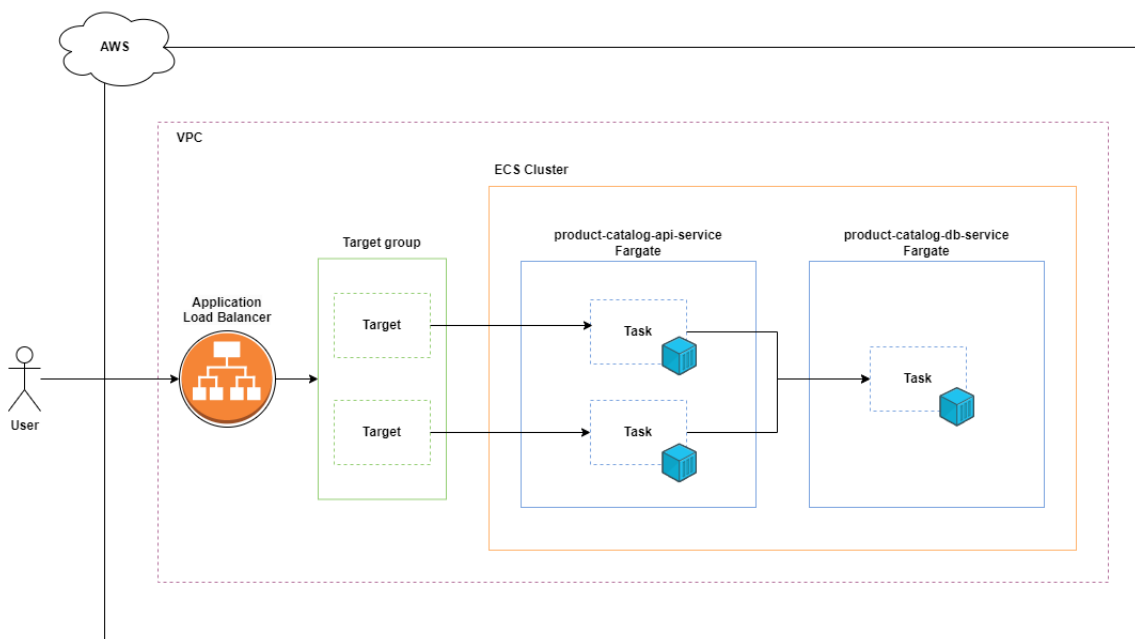 AWS
VPC
ECS Cluster
Target group
product-catalog-api-service
Fargate
product-catalog-db-service
Fargate
Application
Load Balancer
Target
Task
Task
User
Target
Task